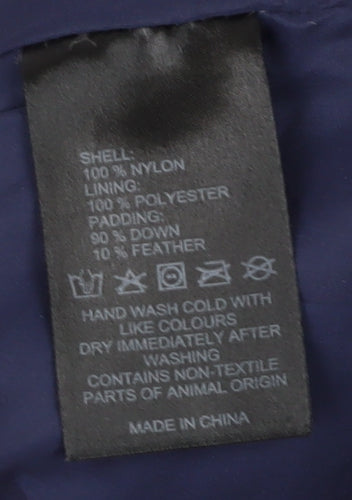 SHELL:
100 % NYLON
LINING:
100 % POLYESTER
PADDING:
90 % DOWN
10 % FEATHER
HAND WASH COLD WITH
LIKE COLOURS
DRY IMMEDIATELY AFTER
WASHING
CONTAINS NON-TEXTILE
PARTS OF ANIMAL ORIGIN
MADE IN CHINA